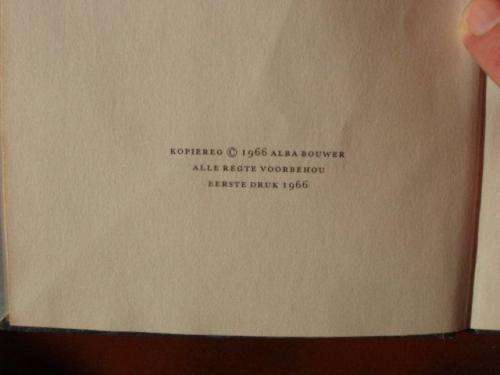 KOPIEREG © 1966 ALBA BOUWER
ALLE REGTE VOORBEHOU
EERSTE DRUK 1966